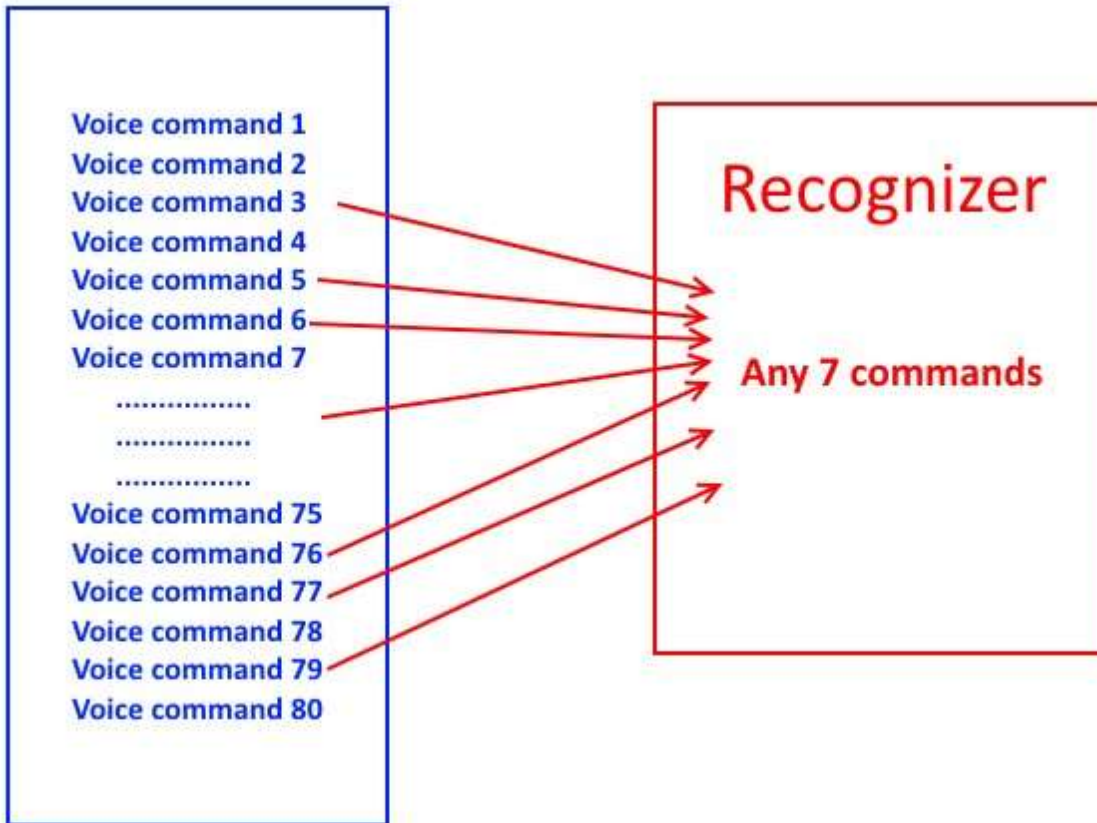 Voice command 1
Voice command 2
Voice command 3
Voice command 4
Voice command 5
Voice command 6
Voice command 7
................
................
................
Voice command 75
Voice command 76
Voice command 77
Voice command 78
Voice command 79
Voice command 80
Recognizer
Any 7 commands